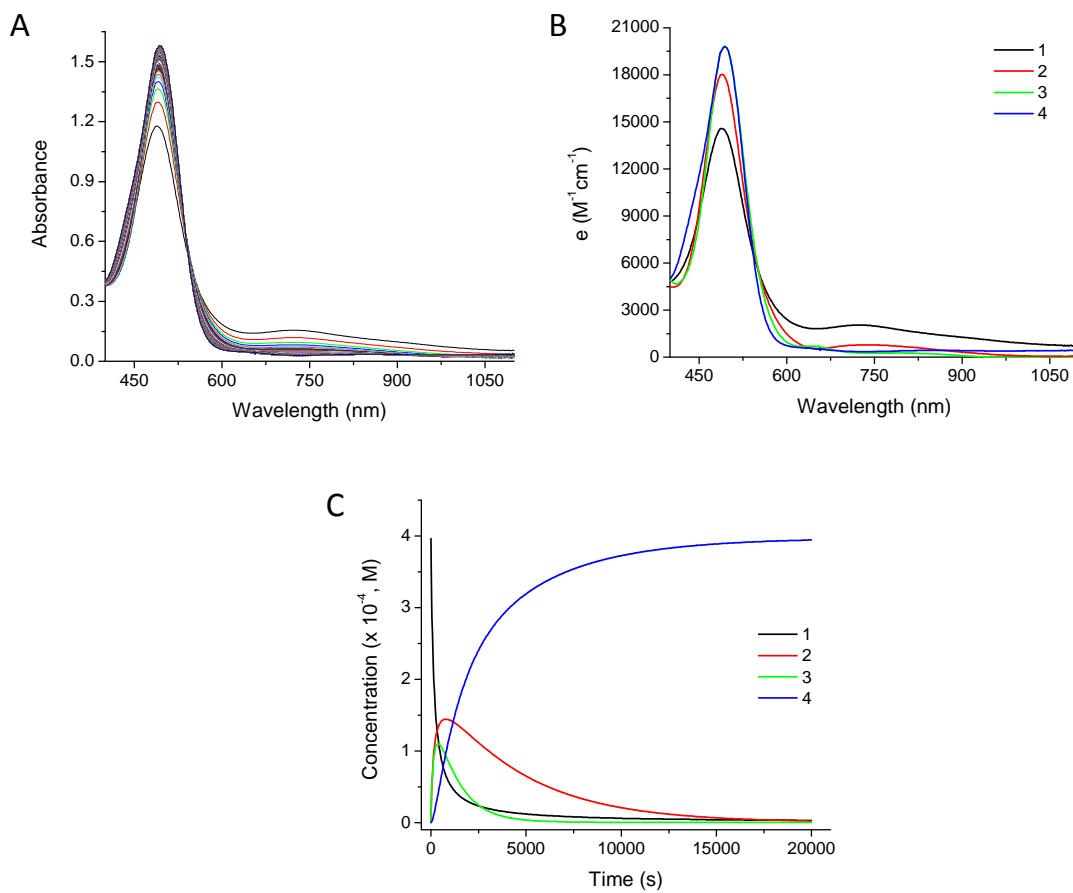 A
Absorbance
1.5
1.2
0.9
0.6
0.3
0.0
450 600 750 900 1050
Wavelength (nm)
B
e (M⁻¹cm⁻¹)
21000
18000
15000
12000
9000
6000
3000
0
450 600 750 900 1050
Wavelength (nm)
1
2
3
4
C
Concentration (x 10⁻⁴, M)
4
3
2
1
0
0 5000 10000 15000 20000
Time (s)
1
2
3
4